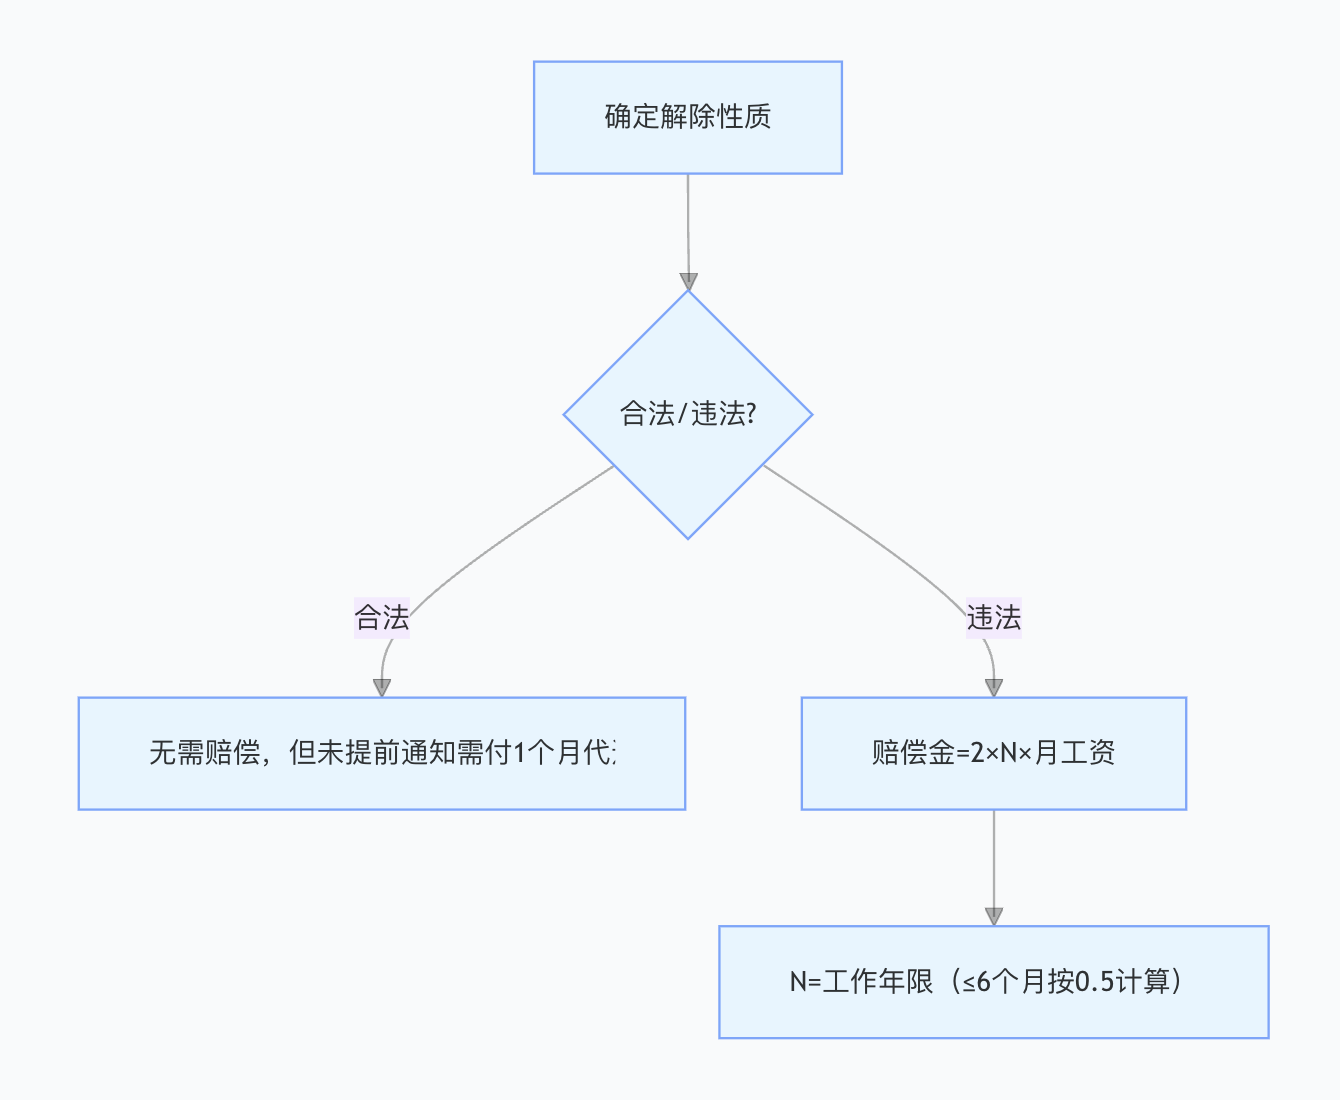 确定解除性质
合法/违法?
合法
违法
无需赔偿，但未提前通知需付1个月代
赔偿金=2×N×月工资
N=工作年限（≤6个月按0.5计算）